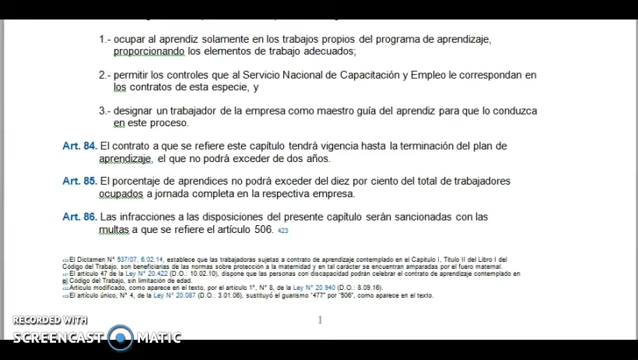 1.- ocupar al aprendiz solamente en los trabajos propios del programa de aprendizaje,
proporcionando los elementos de trabajo adecuados;
2.- permitir los controles que al Servicio Nacional de Capacitación y Empleo le correspondan en
los contratos de esta especie, y
3.- designar un trabajador de la empresa como maestro guía del aprendiz para que lo conduzca
en este proceso.
Art. 84. El contrato a que se refiere este capítulo tendrá vigencia hasta la terminación del plan de
aprendizaje, el que no podrá exceder de dos años.
Art. 85. El porcentaje de aprendices no podrá exceder del diez por ciento del total de trabajadores
ocupados a jornada completa en la respectiva empresa.
Art. 86. Las infracciones a las disposiciones del presente capítulo serán sancionadas con las
multas a que se refiere el artículo 506. 423
El Dictamen N° 537/07, 6.02.14, establece que las trabajadoras sujetas a contrato de aprendizaje contemplado en el Capítulo I, Título II del Libro I del
Código del Trabajo, son beneficiarias de las normas sobre protección a la maternidad y en tal carácter se encuentran amparadas por el fuero maternal.
El artículo 47 de la Ley N° 20.422 (D.O.: 10.02.10), dispone que las personas con discapacidad podrán celebrar el contrato de aprendizaje contemplado en
el Código del Trabajo, sin limitación de edad.
Artículo modificado, como aparece en el texto, por el artículo 1°, N° 8, de la Ley N° 20.940 (D.O.: 8.09.16).
El artículo único, N° 4, de la Ley N° 20.087 (D.O.: 3.01.06), sustituyó el guarismo "477" por "506", como aparece en el texto.
1
RECORDED WITH
SCREENCAST MATIC